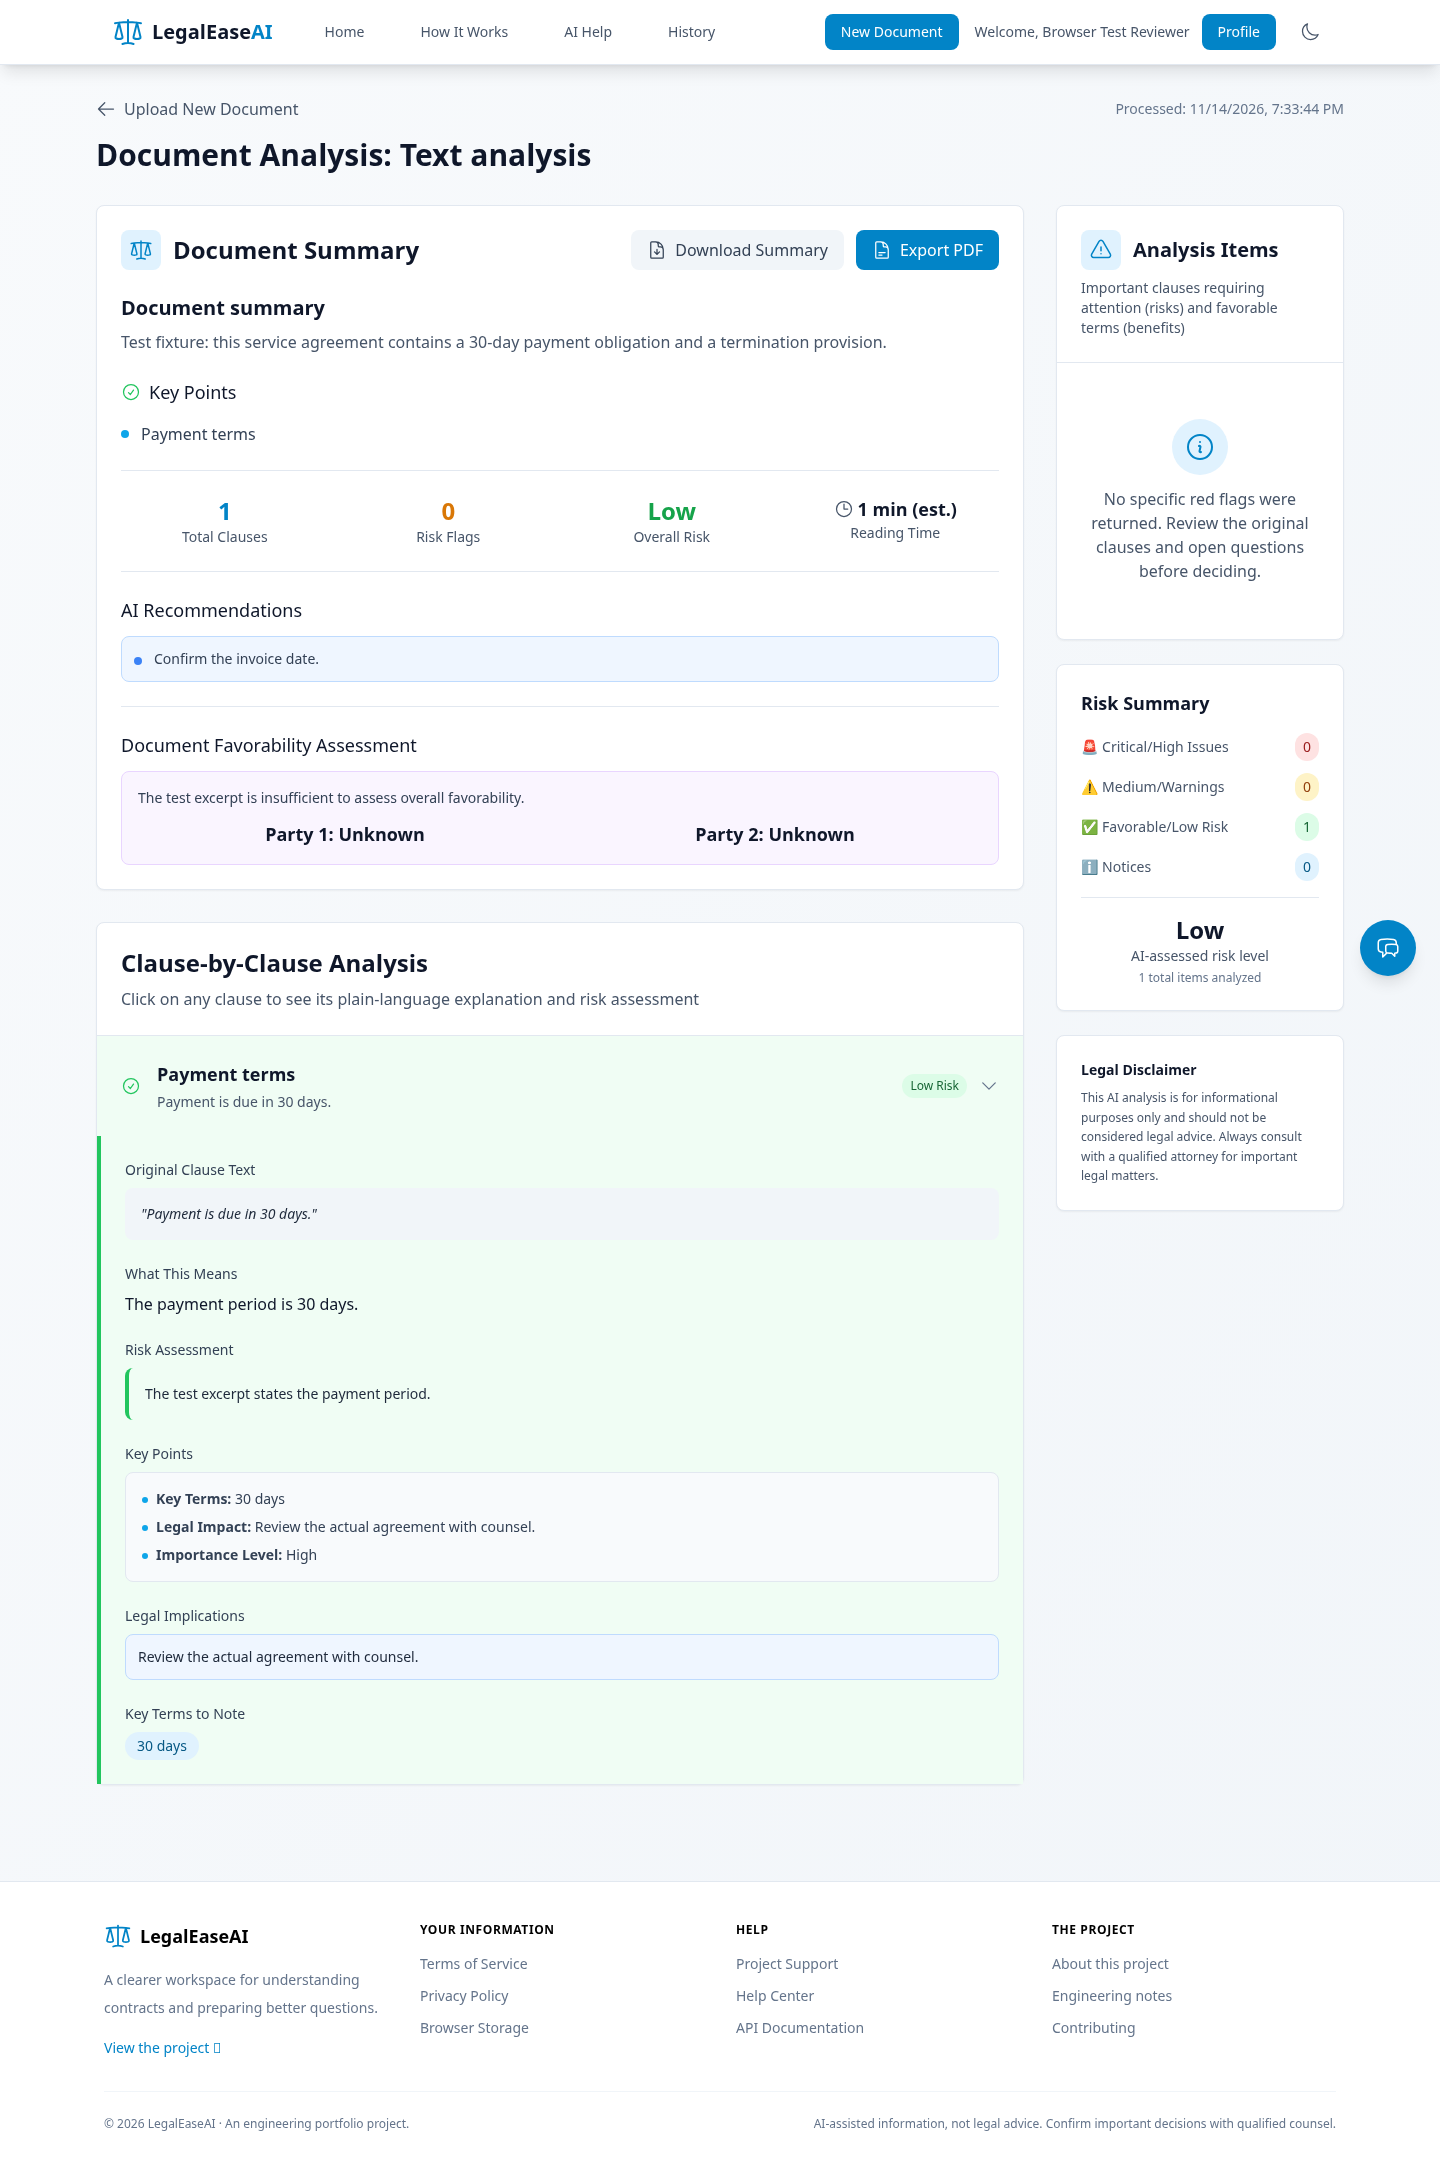 LegalEaseAI
Home
How It Works
AI Help
History
New Document
Welcome, Browser Test Reviewer
Profile
Upload New Document
Processed: 11/14/2026, 7:33:44 PM
Document Analysis: Text analysis
Document Summary
Download Summary
Export PDF
Document summary
Test fixture: this service agreement contains a 30-day payment obligation and a termination provision.
Key Points
Payment terms
1
Total Clauses
0
Risk Flags
Low
Overall Risk
1 min (est.)
Reading Time
AI Recommendations
Confirm the invoice date.
Document Favorability Assessment
The test excerpt is insufficient to assess overall favorability.
Party 1: Unknown
Party 2: Unknown
Analysis Items
Important clauses requiring
attention (risks) and favorable
terms (benefits)
No specific red flags were
returned. Review the original
clauses and open questions
before deciding.
Risk Summary
🚨 Critical/High Issues 0
⚠️ Medium/Warnings 0
✅ Favorable/Low Risk 1
ℹ️ Notices 0
Low
AI-assessed risk level
1 total items analyzed
Legal Disclaimer
This AI analysis is for informational
purposes only and should not be
considered legal advice. Always consult
with a qualified attorney for important
legal matters.
Clause-by-Clause Analysis
Click on any clause to see its plain-language explanation and risk assessment
Payment terms
Payment is due in 30 days.
Low Risk
Original Clause Text
"Payment is due in 30 days."
What This Means
The payment period is 30 days.
Risk Assessment
The test excerpt states the payment period.
Key Points
Key Terms: 30 days
Legal Impact: Review the actual agreement with counsel.
Importance Level: High
Legal Implications
Review the actual agreement with counsel.
Key Terms to Note
30 days
LegalEaseAI
A clearer workspace for understanding
contracts and preparing better questions.
View the project
YOUR INFORMATION
Terms of Service
Privacy Policy
Browser Storage
HELP
Project Support
Help Center
API Documentation
THE PROJECT
About this project
Engineering notes
Contributing
© 2026 LegalEaseAI · An engineering portfolio project.
AI-assisted information, not legal advice. Confirm important decisions with qualified counsel.